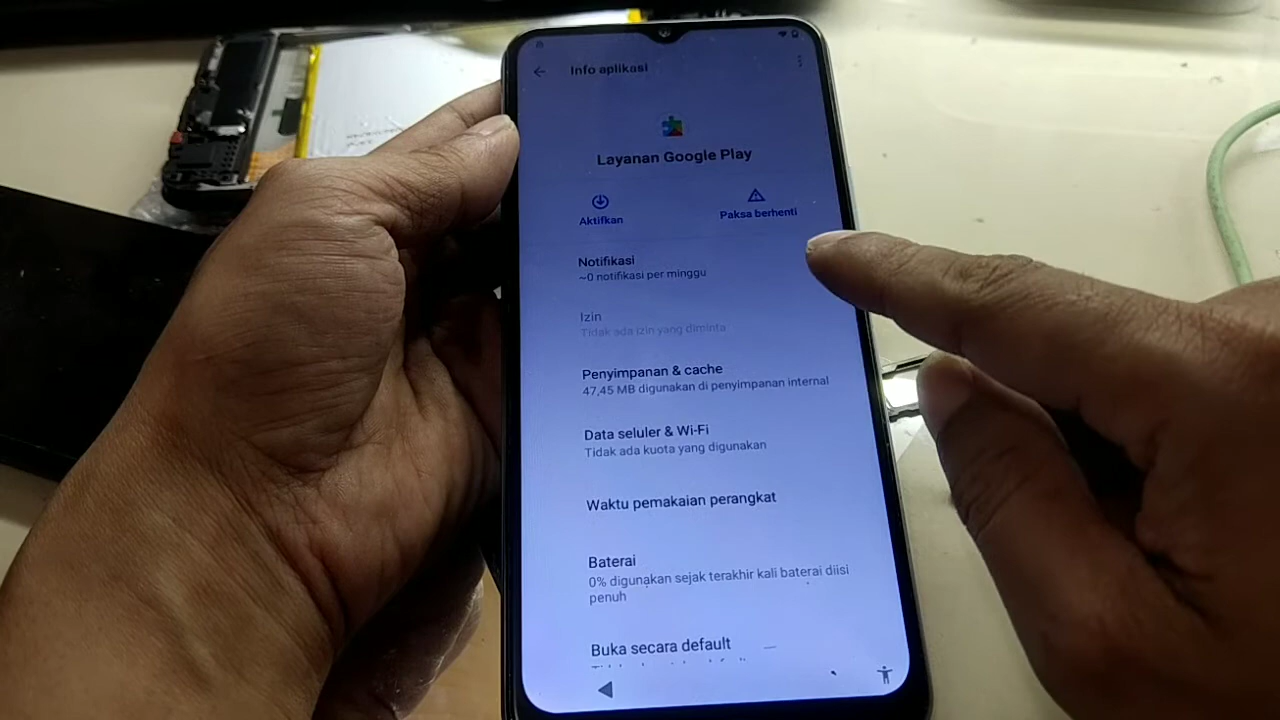 Info aplikasi
Layanan Google Play
Aktifkan
Paksa berhenti
Notifikasi
~0 notifikasi per minggu
Izin
Tidak ada izin yang diminta
Penyimpanan & cache
47,45 MB digunakan di penyimpanan internal
Data seluler & Wi-Fi
Tidak ada kuota yang digunakan
Waktu pemakaian perangkat
Baterai
0% digunakan sejak terakhir kali baterai diisi
penuh
Buka secara default